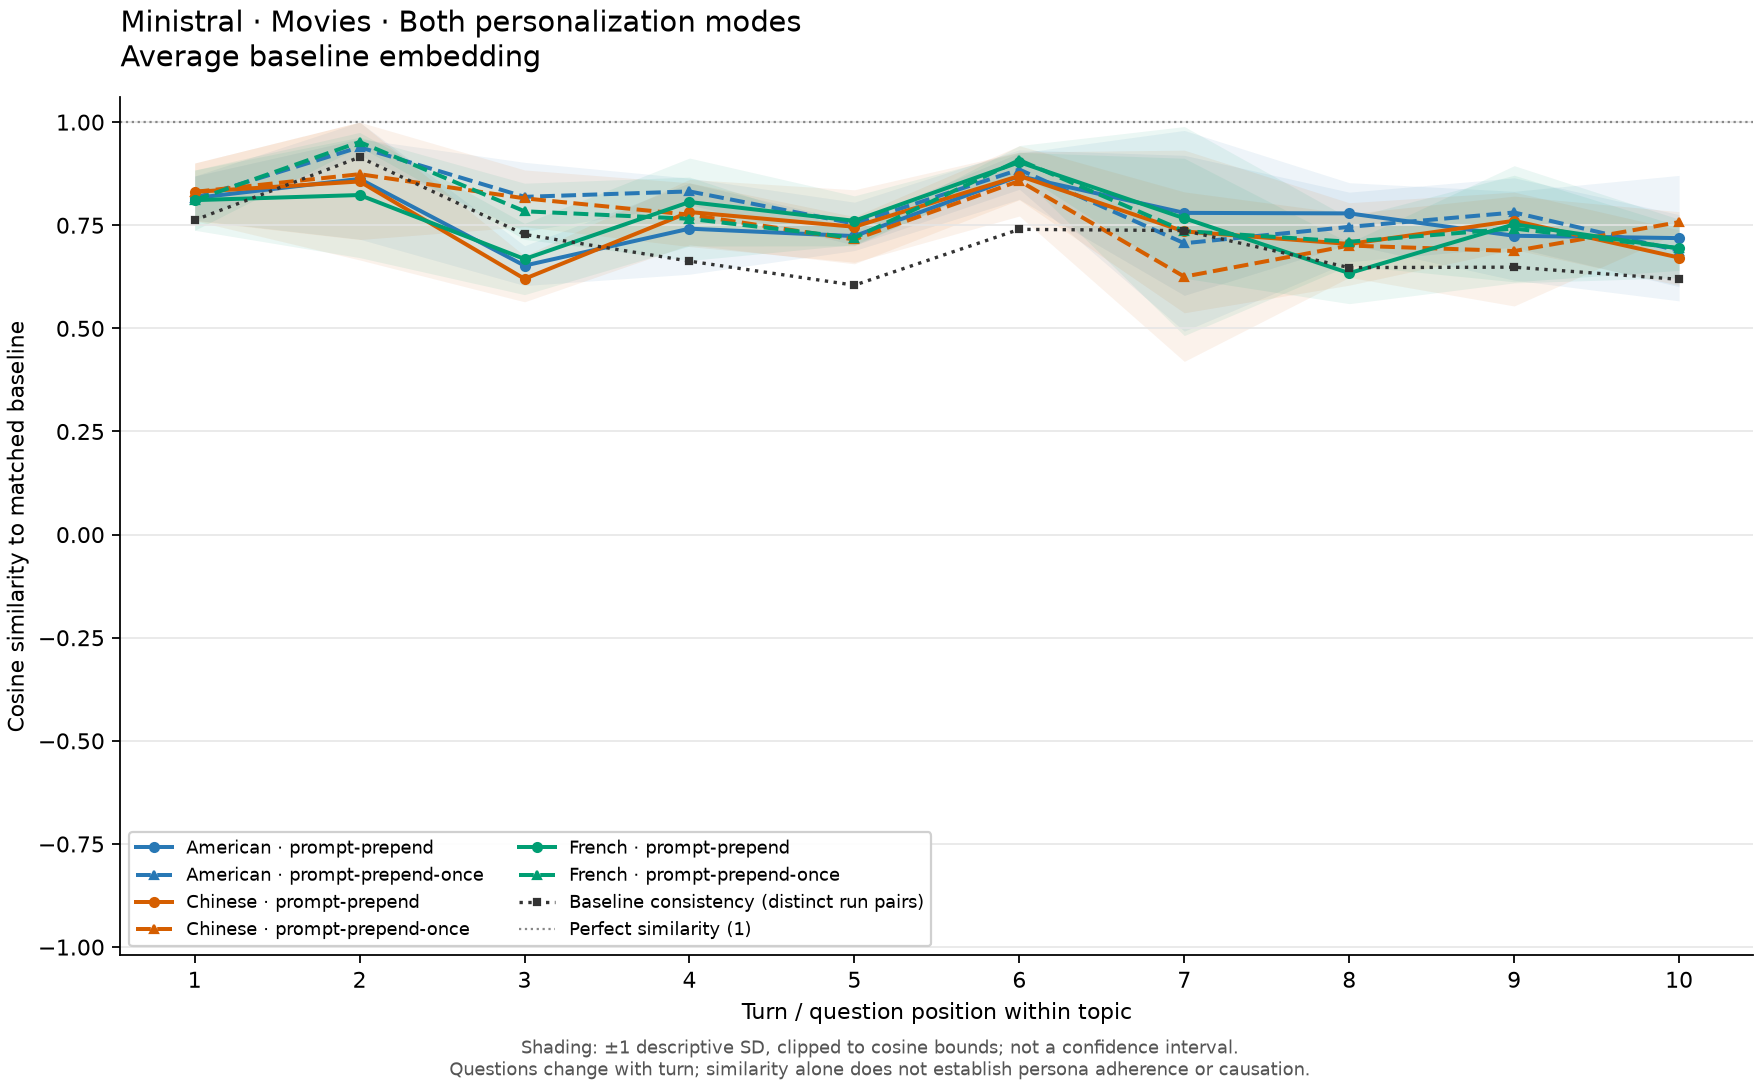 Ministral · Movies · Both personalization modes
Average baseline embedding
Cosine similarity to matched baseline
1.00
0.75
0.50
0.25
0.00
−0.25
−0.50
−0.75
−1.00
American · prompt-prepend
American · prompt-prepend-once
Chinese · prompt-prepend
Chinese · prompt-prepend-once
French · prompt-prepend
French · prompt-prepend-once
Baseline consistency (distinct run pairs)
Perfect similarity (1)
1 2 3 4 5 6 7 8 9 10
Turn / question position within topic
Shading: ±1 descriptive SD, clipped to cosine bounds; not a confidence interval.
Questions change with turn; similarity alone does not establish persona adherence or causation.